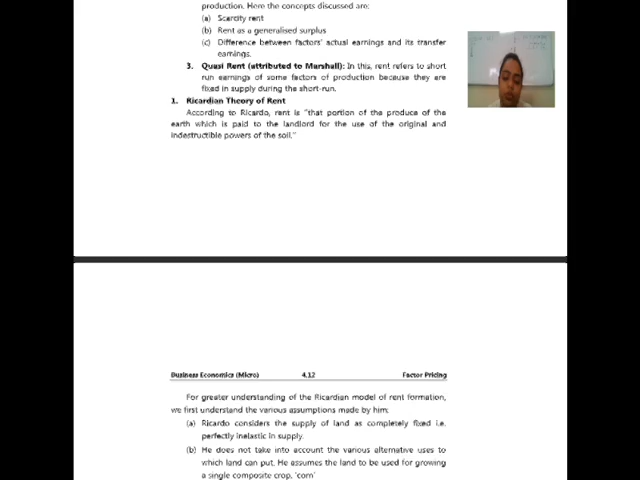 production. Here the concepts discussed are:
(a) Scarcity rent
(b) Rent as a generalised surplus
(c) Difference between factors' actual earnings and its transfer
earnings.
3. Quasi Rent (attributed to Marshall): In this, rent refers to short
run earnings of some factors of production because they are
fixed in supply during the short-run.
1. Ricardian Theory of Rent
According to Ricardo, rent is "that portion of the produce of the
earth which is paid to the landlord for the use of the original and
indestructible powers of the soil."
Business Economics (Micro) 4.12 Factor Pricing
For greater understanding of the Ricardian model of rent formation,
we first understand the various assumptions made by him:
(a) Ricardo considers the supply of land as completely fixed i.e.
perfectly inelastic in supply.
(b) He does not take into account the various alternative uses to
which land can put. He assumes the land to be used for growing
a single composite crop, 'corn'